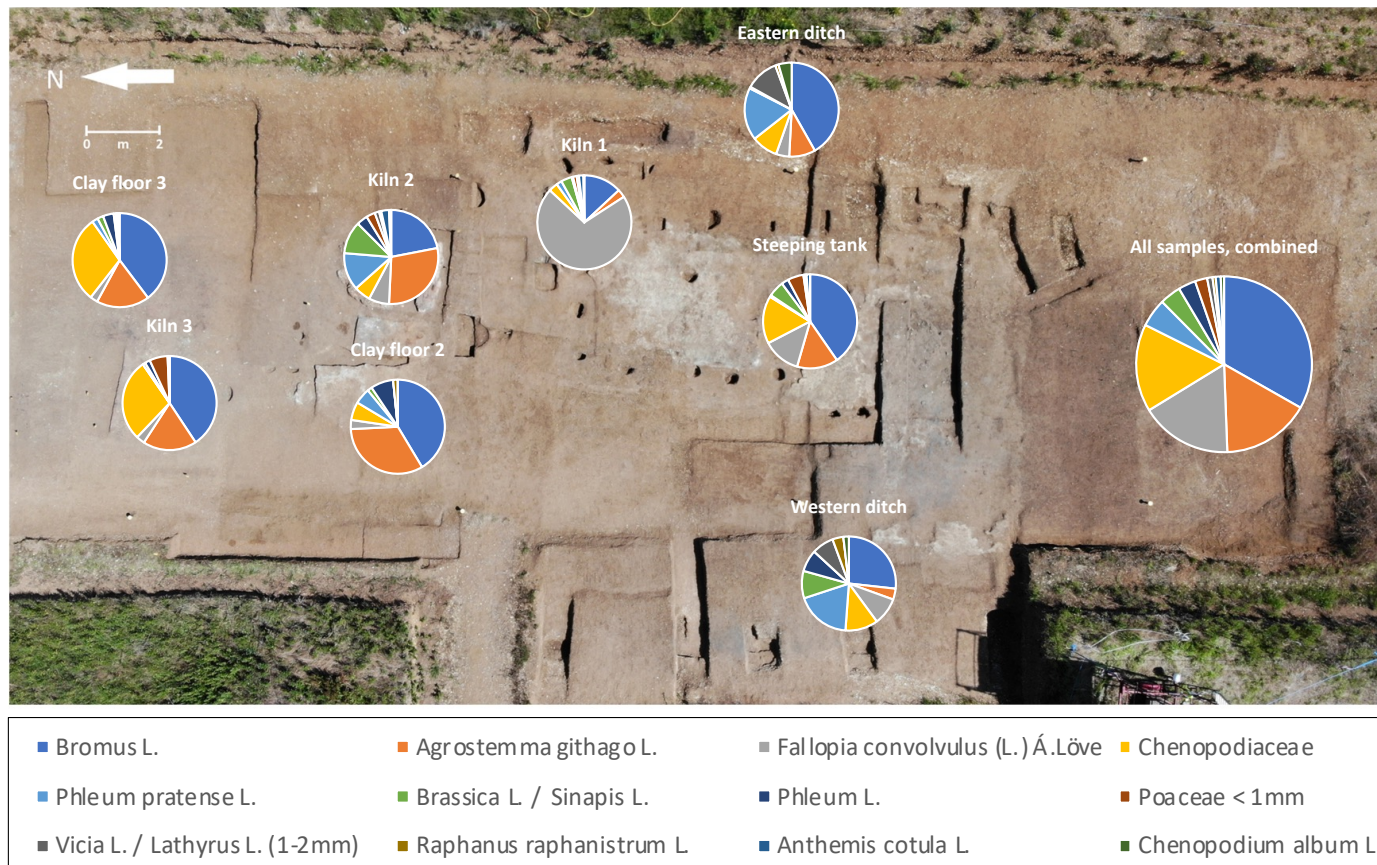 Eastern ditch
N
0 m 2
Kiln 1
Clay floor 3
Kiln 2
Steeping tank
All samples, combined
Kiln 3
Clay floor 2
Western ditch
Bromus L.
Agrostemma githago L.
Fallopia convolvulus (L.) Á.Löve
Chenopodiaceae
Phleum pratense L.
Brassica L. / Sinapis L.
Phleum L.
Poaceae < 1mm
Vicia L. / Lathyrus L. (1-2mm)
Raphanus raphanistrum L.
Anthemis cotula L.
Chenopodium album L